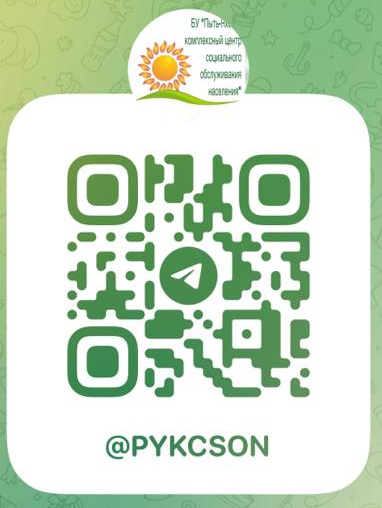 БУ "Пыть-Ях
комплексный центр
социального
обслуживания
населения"
@PYKCSON